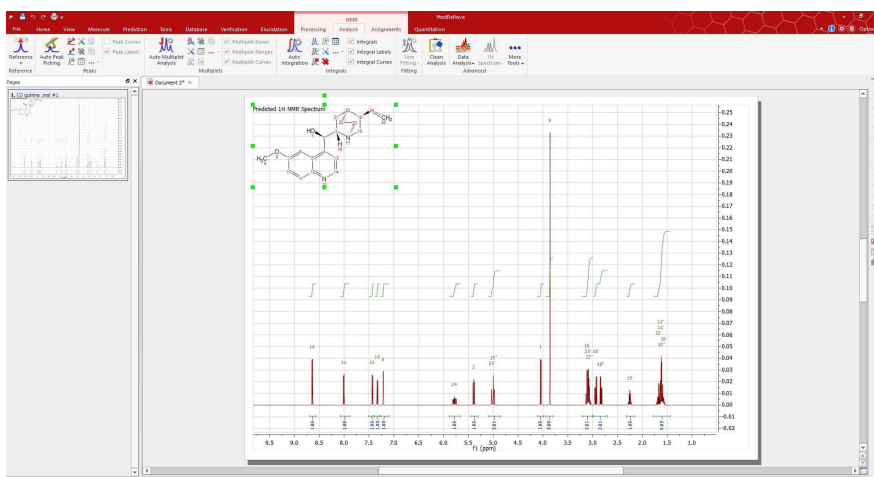 NMR
MestReNova
File Home View Molecule Prediction Tools Database Verification Elucidation Processing Analysis Assignments Quantitation
Reference
Auto Peak Picking
Peak Curves
Peak Labels
Auto Multiplet Analysis
Multiplet Boxes
Multiplet Ranges
Multiplet Curves
Auto Integration
Integrals
Integral Labels
Integral Curves
Line Fitting
Clean Analysis
Data Analysis
1H Spectrum
More Tools
Reference Peaks Multiplets Integrals Fitting Advanced
Pages
Document 2*
Predicted 1H NMR Spectrum
HO
H
N
CH₂
H₃C
O
N
14
11
13
10
6
24
2
25"
25'
1
9
16
23'
18'
18"
19
21"
21'
22'
20
22"
0.25
0.24
0.23
0.22
0.21
0.20
0.19
0.18
0.17
0.16
0.15
0.14
0.13
0.12
0.11
0.10
0.09
0.08
0.07
0.06
0.05
0.04
0.03
0.02
0.01
0.00
-0.01
-0.02
9.5 9.0 8.5 8.0 7.5 7.0 6.5 6.0 5.5 5.0 4.5 4.0 3.5 3.0 2.5 2.0 1.5 1.0
f1 (ppm)